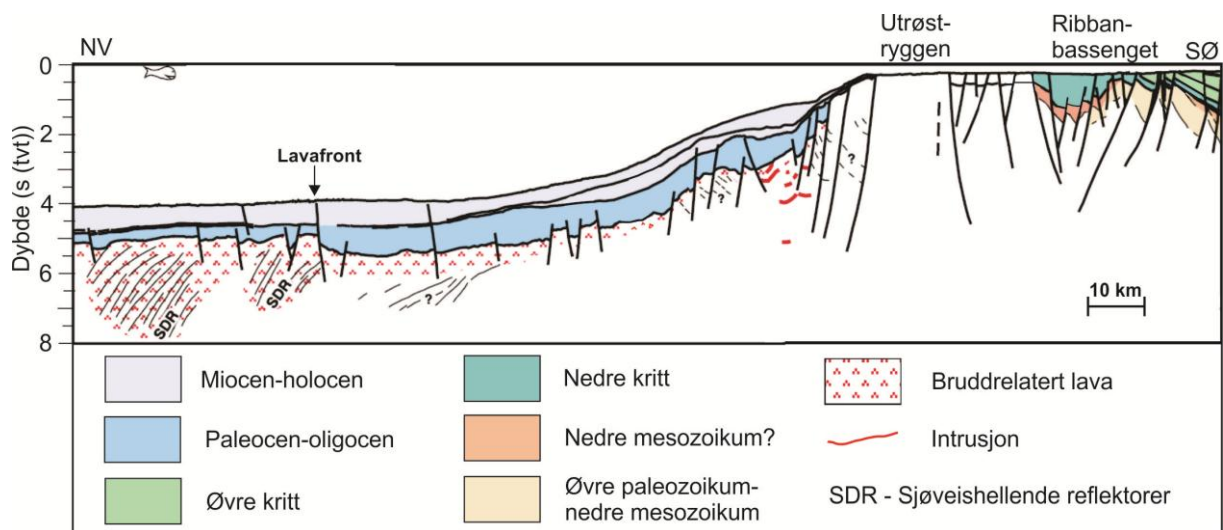 NV
Utrøst-
ryggen
Ribban-
bassenget
SØ
Dybde (s (tvt))
0
2
4
6
8
Lavafront
SDR
SDR
?
?
?
10 km
Miocen-holocen
Paleocen-oligocen
Øvre kritt
Nedre kritt
Nedre mesozoikum?
Øvre paleozoikum-
nedre mesozoikum
Bruddrelatert lava
Intrusjon
SDR - Sjøveishellende reflektorer